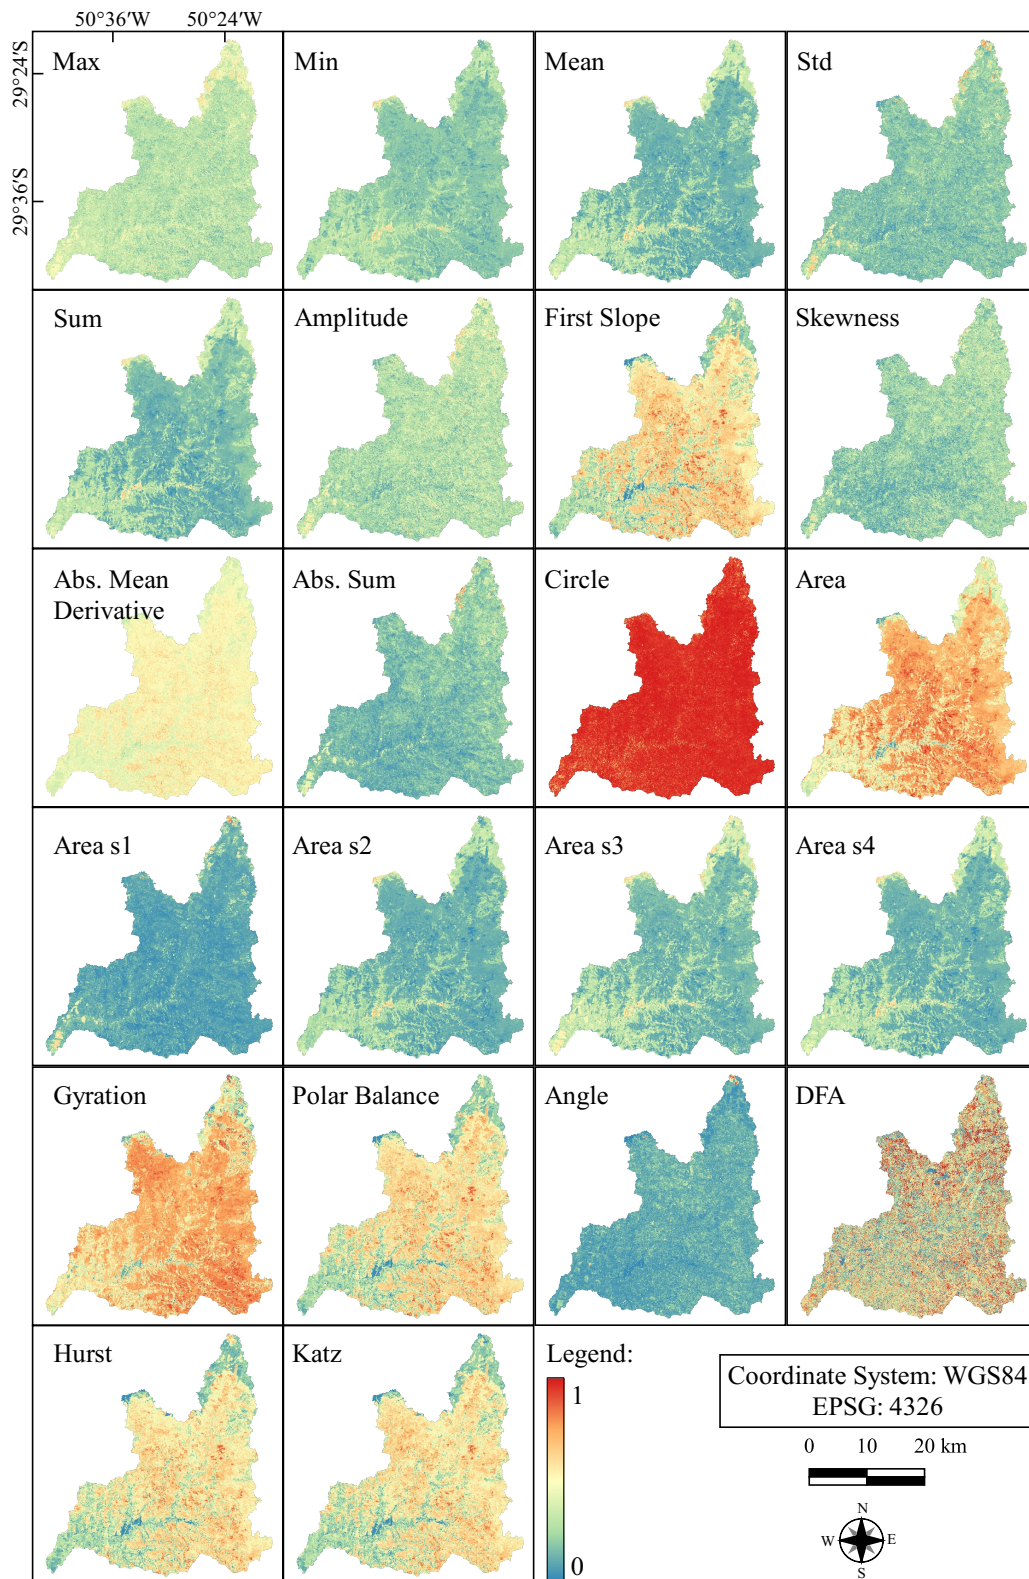 50°36'W 50°24'W
29°24'S
29°36'S
Max
Min
Mean
Std
Sum
Amplitude
First Slope
Skewness
Abs. Mean
Derivative
Abs. Sum
Circle
Area
Area s1
Area s2
Area s3
Area s4
Gyration
Polar Balance
Angle
DFA
Hurst
Katz
Legend:
1
0
Coordinate System: WGS84
EPSG: 4326
0 10 20 km
N
W E
S